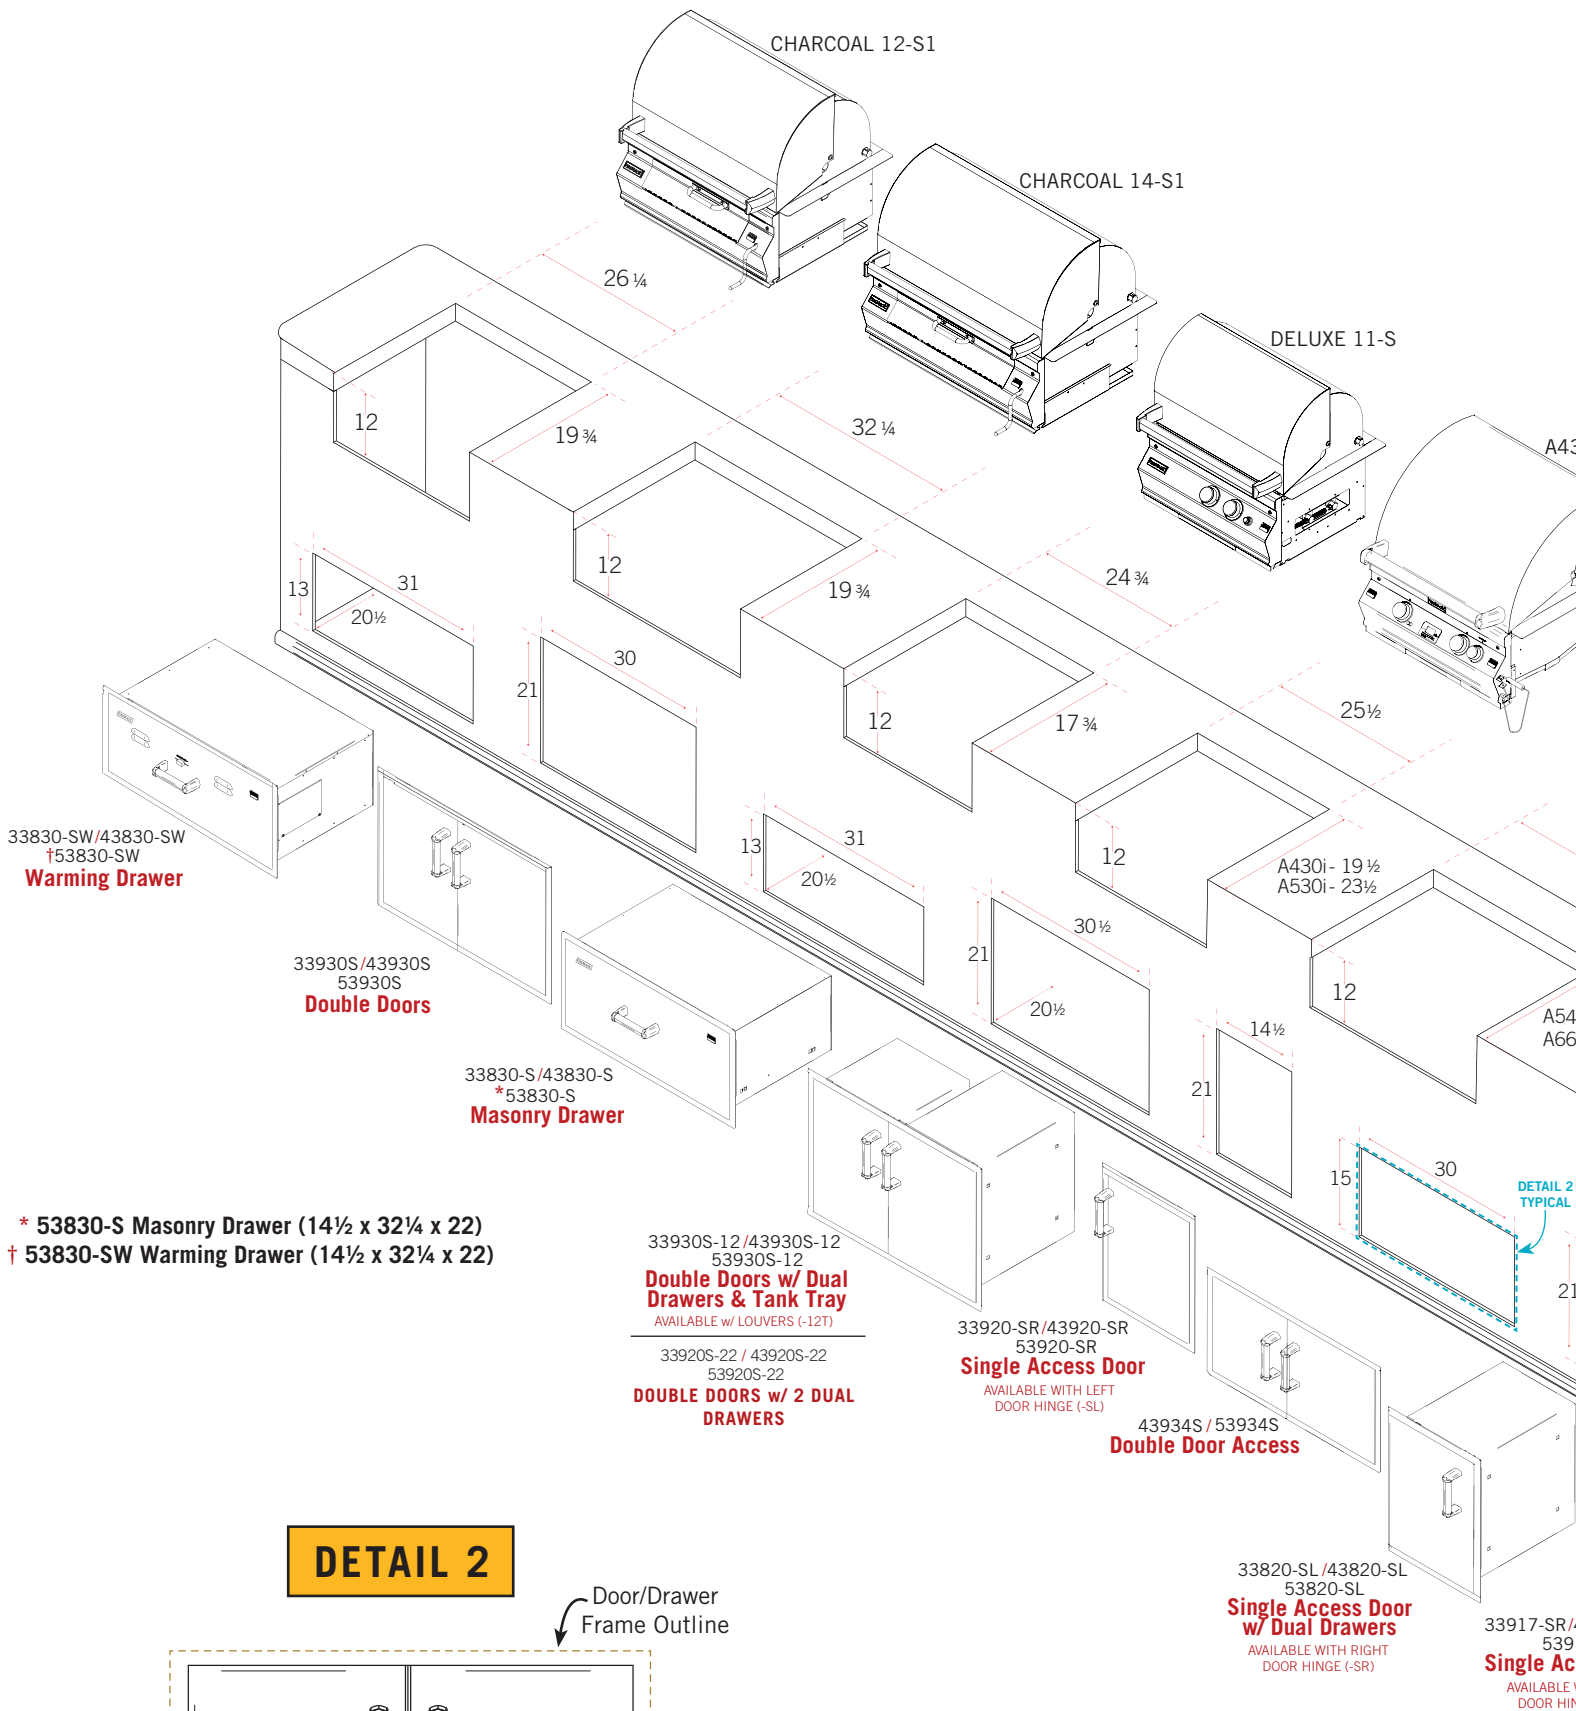 CHARCOAL 12-S1
CHARCOAL 14-S1
DELUXE 11-S
26 ¼
19 ¾
12
32 ¼
19 ¾
12
24 ¾
17 ¾
12
25½
A430i - 19 ½
A530i - 23½
12
12
13
31
20½
21
30
13
31
20½
21
30½
20½
21
14½
15
30
DETAIL 2
TYPICAL
33830-SW/43830-SW
†53830-SW
Warming Drawer
33930S/43930S
53930S
Double Doors
33830-S/43830-S
*53830-S
Masonry Drawer
* 53830-S Masonry Drawer (14½ x 32¼ x 22)
† 53830-SW Warming Drawer (14½ x 32¼ x 22)
33930S-12/43930S-12
53930S-12
Double Doors w/ Dual
Drawers & Tank Tray
AVAILABLE w/ LOUVERS (-12T)
33920S-22 / 43920S-22
53920S-22
DOUBLE DOORS w/ 2 DUAL
DRAWERS
33920-SR/43920-SR
53920-SR
Single Access Door
AVAILABLE WITH LEFT
DOOR HINGE (-SL)
43934S / 53934S
Double Door Access
33820-SL /43820-SL
53820-SL
Single Access Door
w/ Dual Drawers
AVAILABLE WITH RIGHT
DOOR HINGE (-SR)
33917-SR/
Single
AVAILABLE
DOOR
DETAIL 2
Door/Drawer
Frame Outline